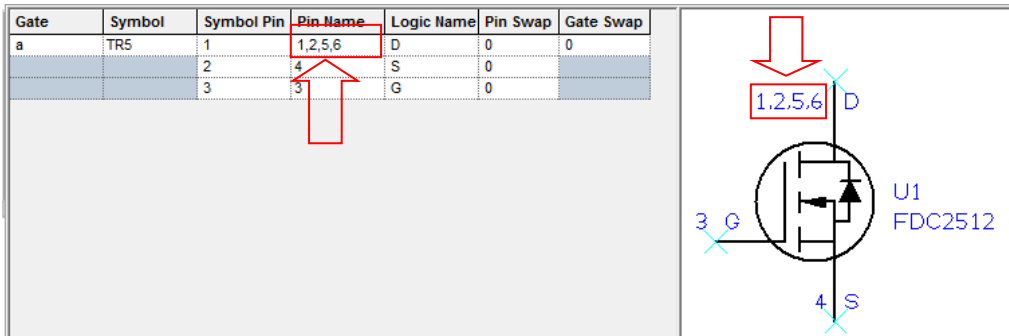 Gate Symbol Symbol Pin Pin Name Logic Name Pin Swap Gate Swap
a TR5 1 1,2,5,6 D 0 0
2 4 S 0
3 3 G 0
1,2,5,6 D
U1
3 G FDC2512
4 S